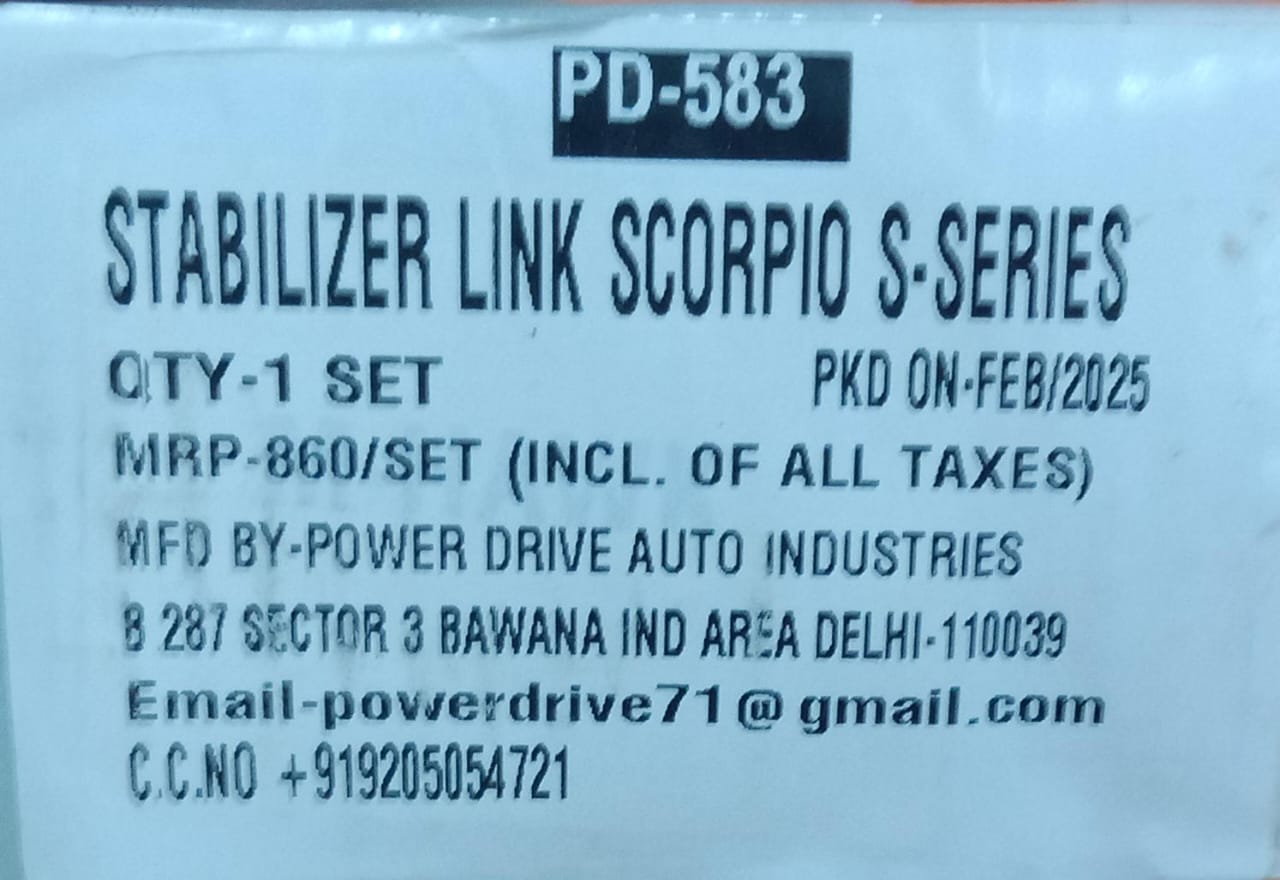 PD-583
STABILIZER LINK SCORPIO S-SERIES
QTY-1 SET PKD ON-FEB/2025
MRP-860/SET (INCL. OF ALL TAXES)
MFD BY-POWER DRIVE AUTO INDUSTRIES
B 287 SECTOR 3 BAWANA IND AREA DELHI-110039
Email-powerdrive71@gmail.com
C.C.NO +919205054721